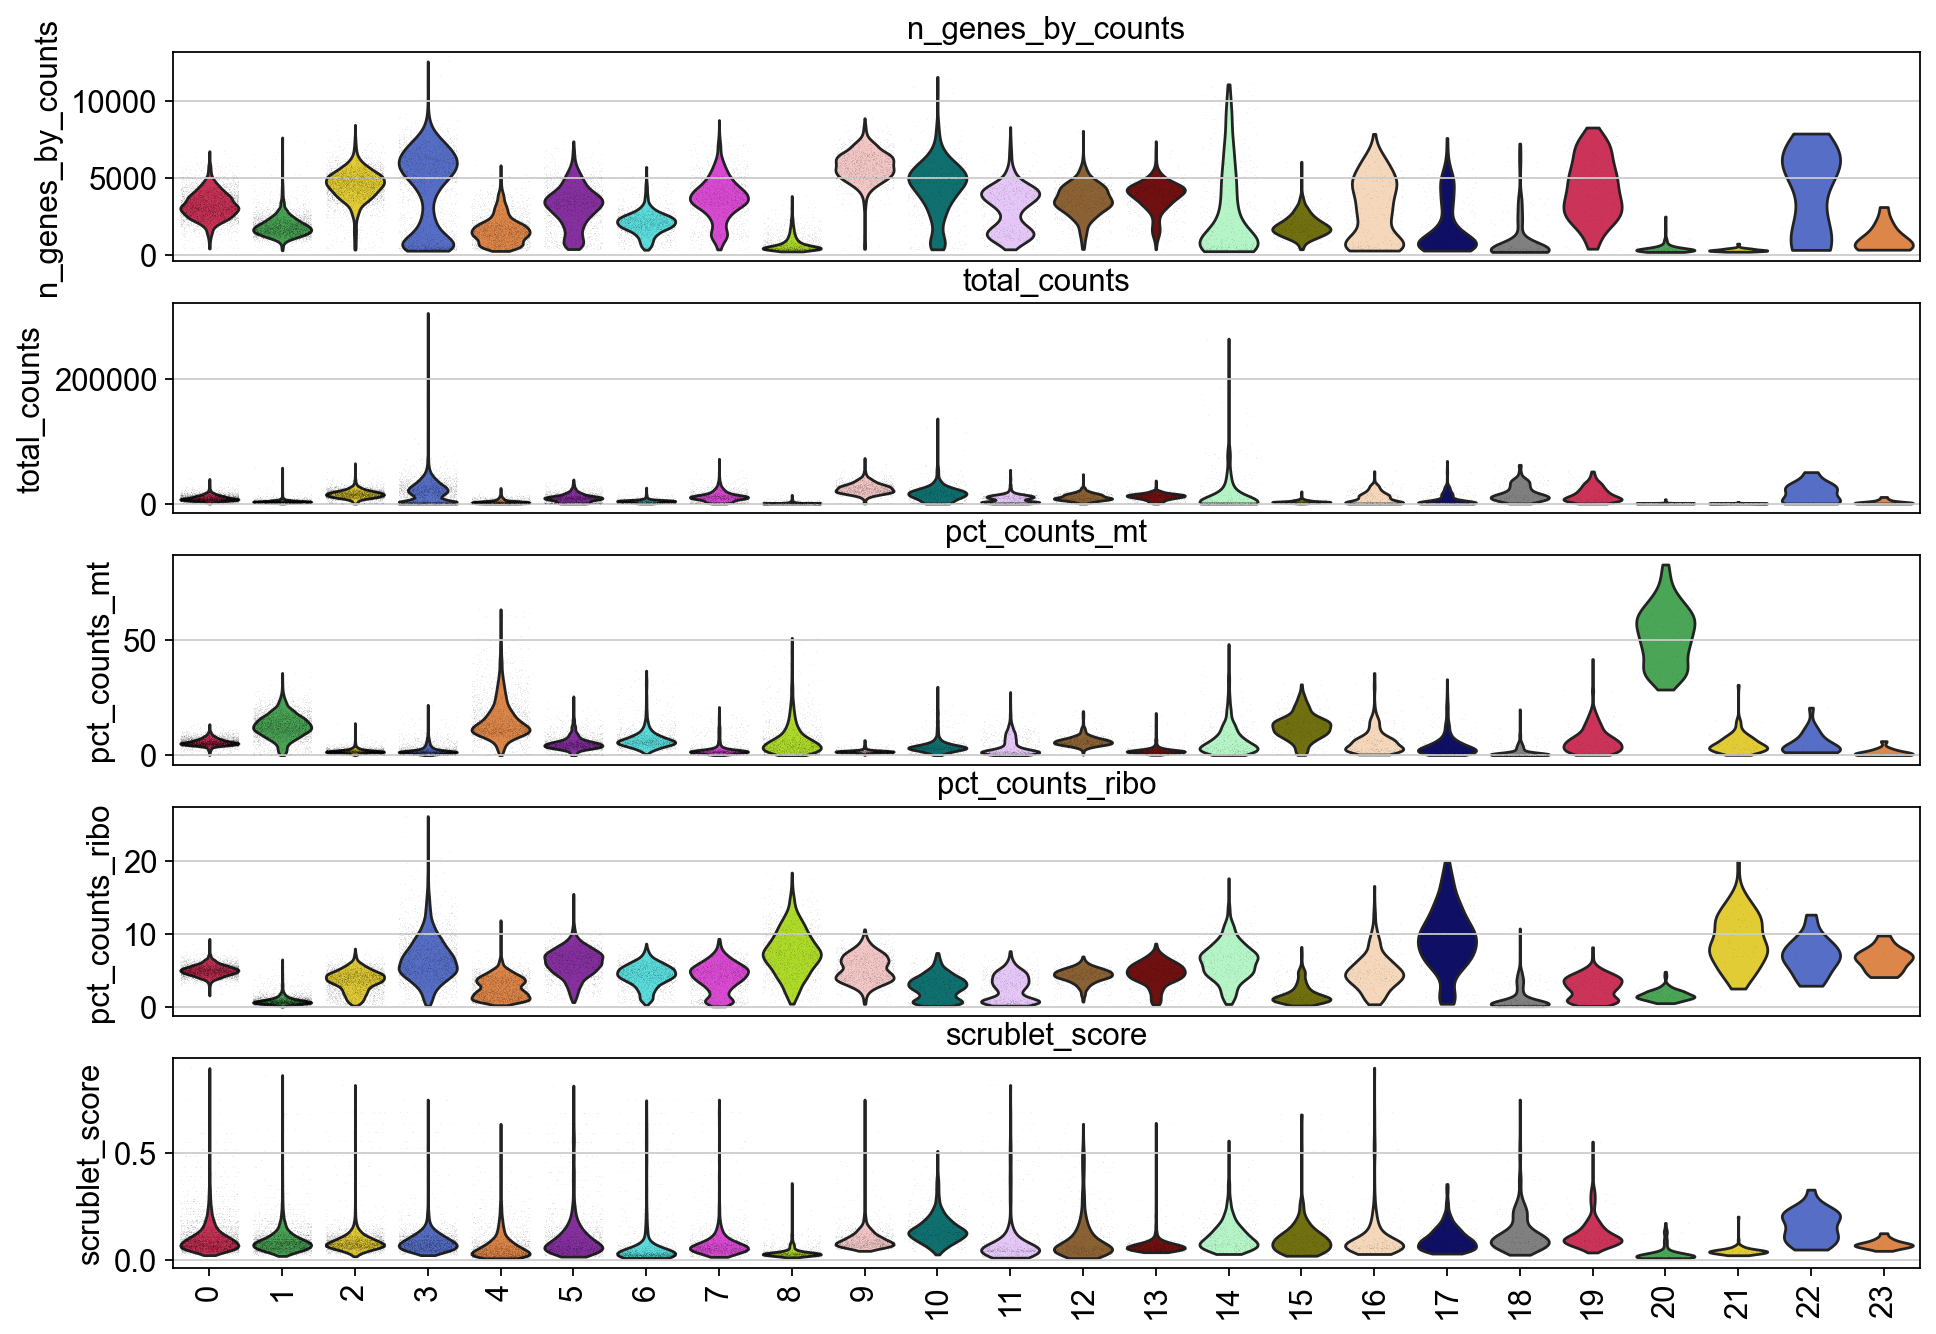 n_genes_by_counts
n_genes_by_counts
10000
5000
0
total_counts
total_counts
200000
0
pct_counts_mt
pct_counts_mt
50
0
pct_counts_ribo
pct_counts_ribo
20
10
0
scrublet_score
scrublet_score
0.5
0.0
0 1 2 3 4 5 6 7 8 9 10 11 12 13 14 15 16 17 18 19 20 21 22 23